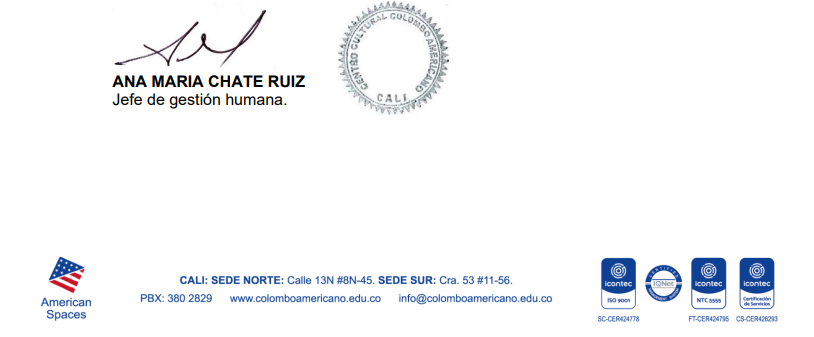 ANA MARIA CHATE RUIZ
Jefe de gestión humana.
CENTRO CULTURAL COLOMBO AMERICANO
CALI
American
Spaces
CALI: SEDE NORTE: Calle 13N #8N-45. SEDE SUR: Cra. 53 #11-56.
PBX: 380 2829 www.colomboamericano.edu.co info@colomboamericano.edu.co
icontec
ISO 9001
SC-CER424778
IQNet
icontec
NTC 5555
FT-CER424795
icontec
Certificación
de Servicios
CS-CER426293